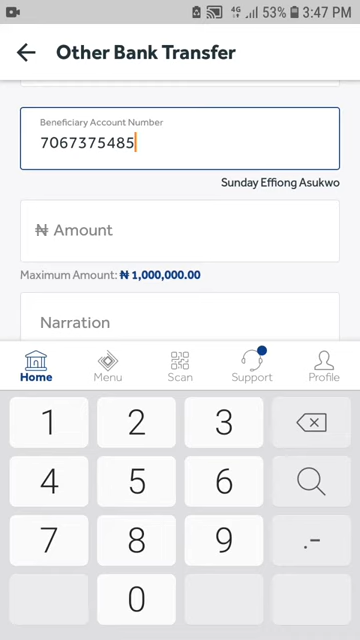 4G 53% 3:47 PM
Other Bank Transfer
Beneficiary Account Number
7067375485
Sunday Effiong Asukwo
₦ Amount
Maximum Amount: ₦ 1,000,000.00
Narration
Home Menu Scan Support Profile
1 2 3
4 5 6
7 8 9 .-
0